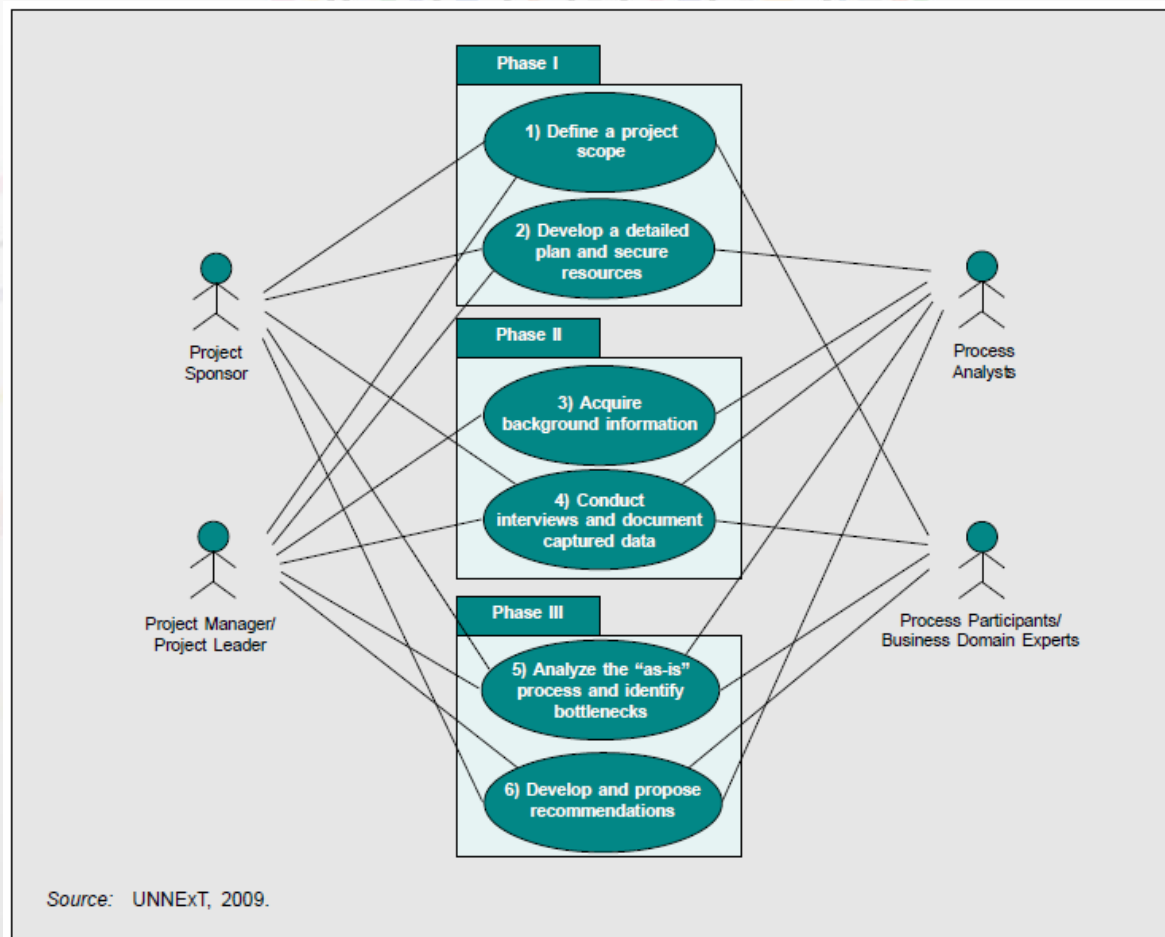 Phase I
1) Define a project
scope
2) Develop a detailed
plan and secure
resources
Project
Sponsor
Process
Analysts
Phase II
3) Acquire
background information
4) Conduct
interviews and document
captured data
Project Manager/
Project Leader
Process Participants/
Business Domain Experts
Phase III
5) Analyze the “as-is”
process and identify
bottlenecks
6) Develop and propose
recommendations
Source: UNNExT, 2009.